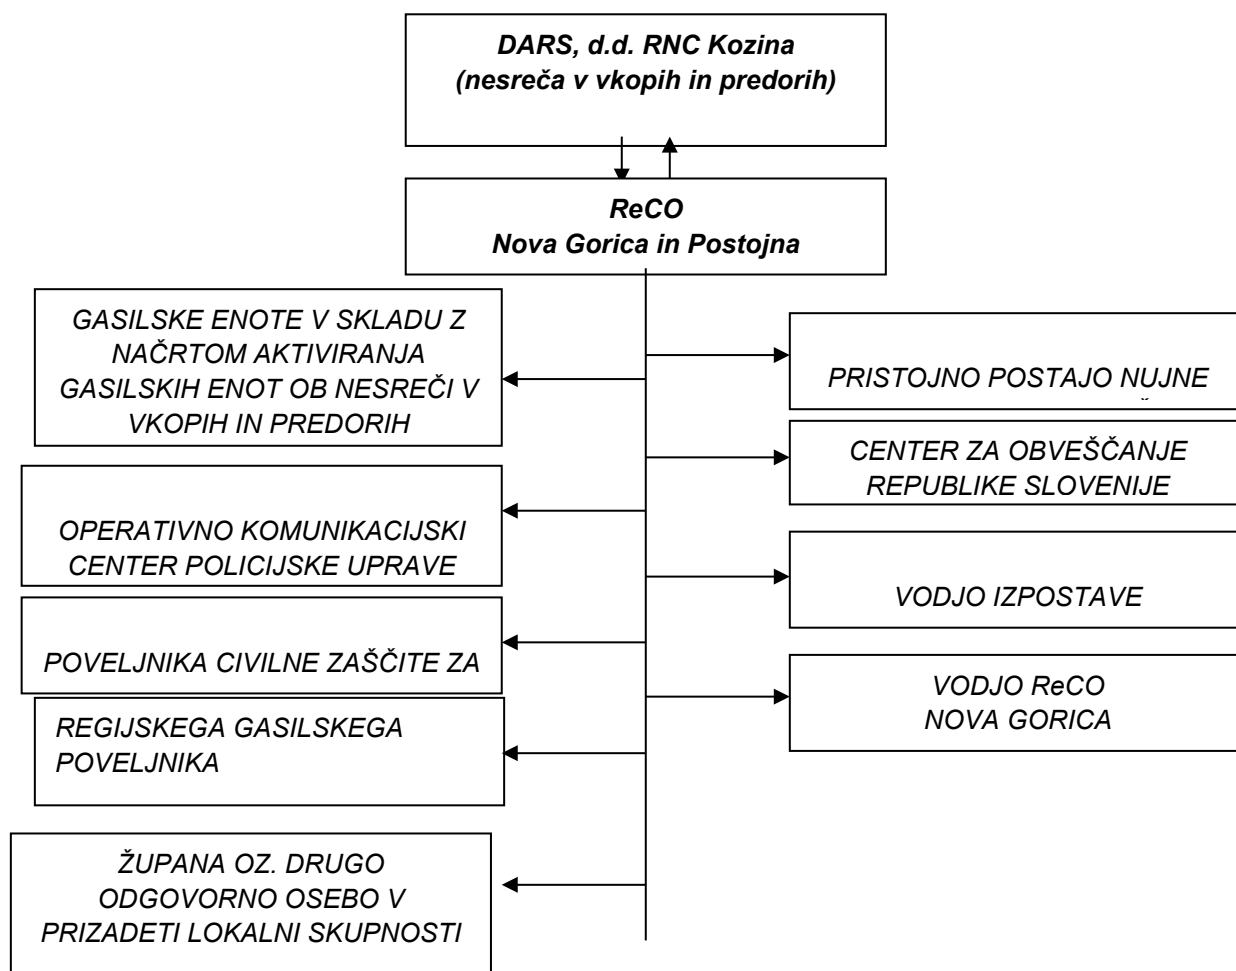 DARS, d.d. RNC Kozina
(nesreča v vkopih in predorih)
ReCO
Nova Gorica in Postojna
GASILSKE ENOTE V SKLADU Z
NAČRTOM AKTIVIRANJA
GASILSKIH ENOT OB NESREČI V
VKOPIH IN PREDORIH
OPERATIVNO KOMUNIKACIJSKI
CENTER POLICIJSKE UPRAVE
POVELJNIKA CIVILNE ZAŠČITE ZA
REGIJSKEGA GASILSKEGA
POVELJNIKA
ŽUPANA OZ. DRUGO
ODGOVORNO OSEBO V
PRIZADETI LOKALNI SKUPNOSTI
PRISTOJNO POSTAJO NUJNE
CENTER ZA OBVEŠČANJE
REPUBLIKE SLOVENIJE
VODJO IZPOSTAVE
VODJO ReCO
NOVA GORICA